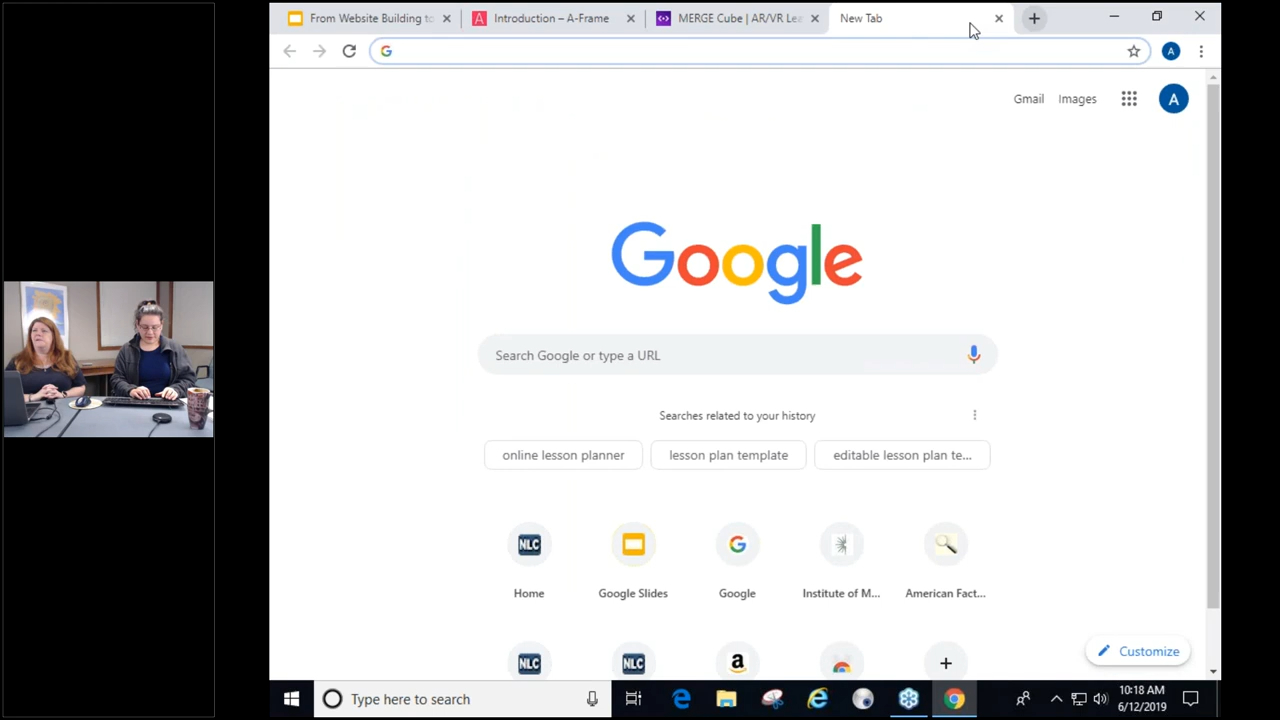 From Website Building to
Introduction – A-Frame
MERGE Cube | AR/VR Lea
New Tab
A
Gmail
Images
A
Google
Search Google or type a URL
Searches related to your history
online lesson planner
lesson plan template
editable lesson plan te...
NLC
Home
Google Slides
Google
Institute of M...
American Fact...
NLC
NLC
Customize
Type here to search
10:18 AM
6/12/2019